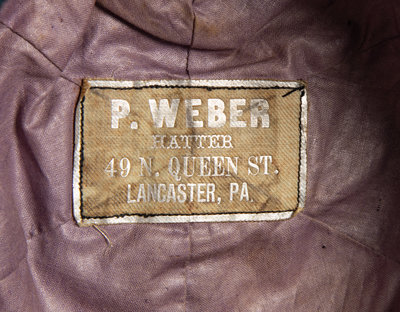 P. WEBER
HATTER
49 N. QUEEN ST.
LANCASTER, PA.